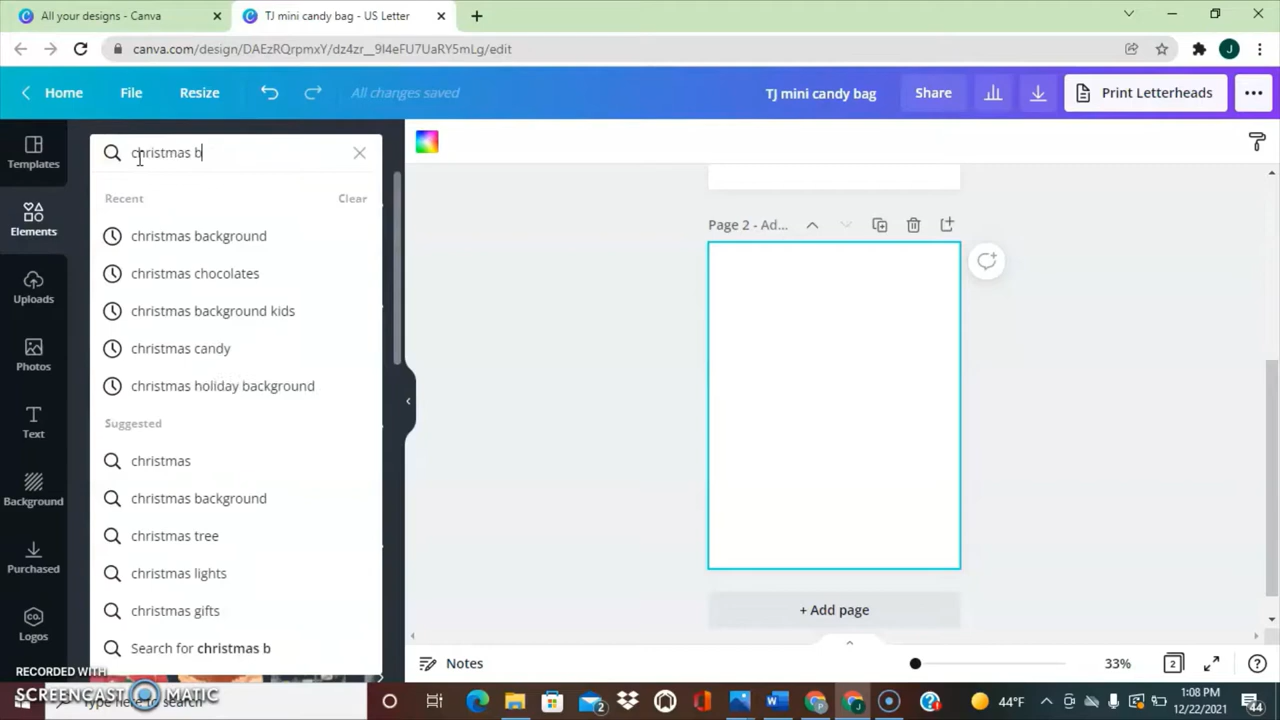 All your designs - Canva
TJ mini candy bag - US Letter
canva.com/design/DAEzRQrpmxY/dz4zr__9l4eFU7UaRY5mLg/edit
J
Home
File
Resize
All changes saved
TJ mini candy bag
Share
Print Letterheads
Templates
Elements
Uploads
Photos
Text
Background
Purchased
CO.
Logos
christmas b
Recent
Clear
christmas background
christmas chocolates
christmas background kids
christmas candy
christmas holiday background
Suggested
christmas
christmas background
christmas tree
christmas lights
christmas gifts
Search for christmas b
Page 2 - Ad...
+ Add page
Notes
33%
2
RECORDED WITH
SCREENCAST MATIC
Type here to search
2
44°F
1:08 PM
12/22/2021
44